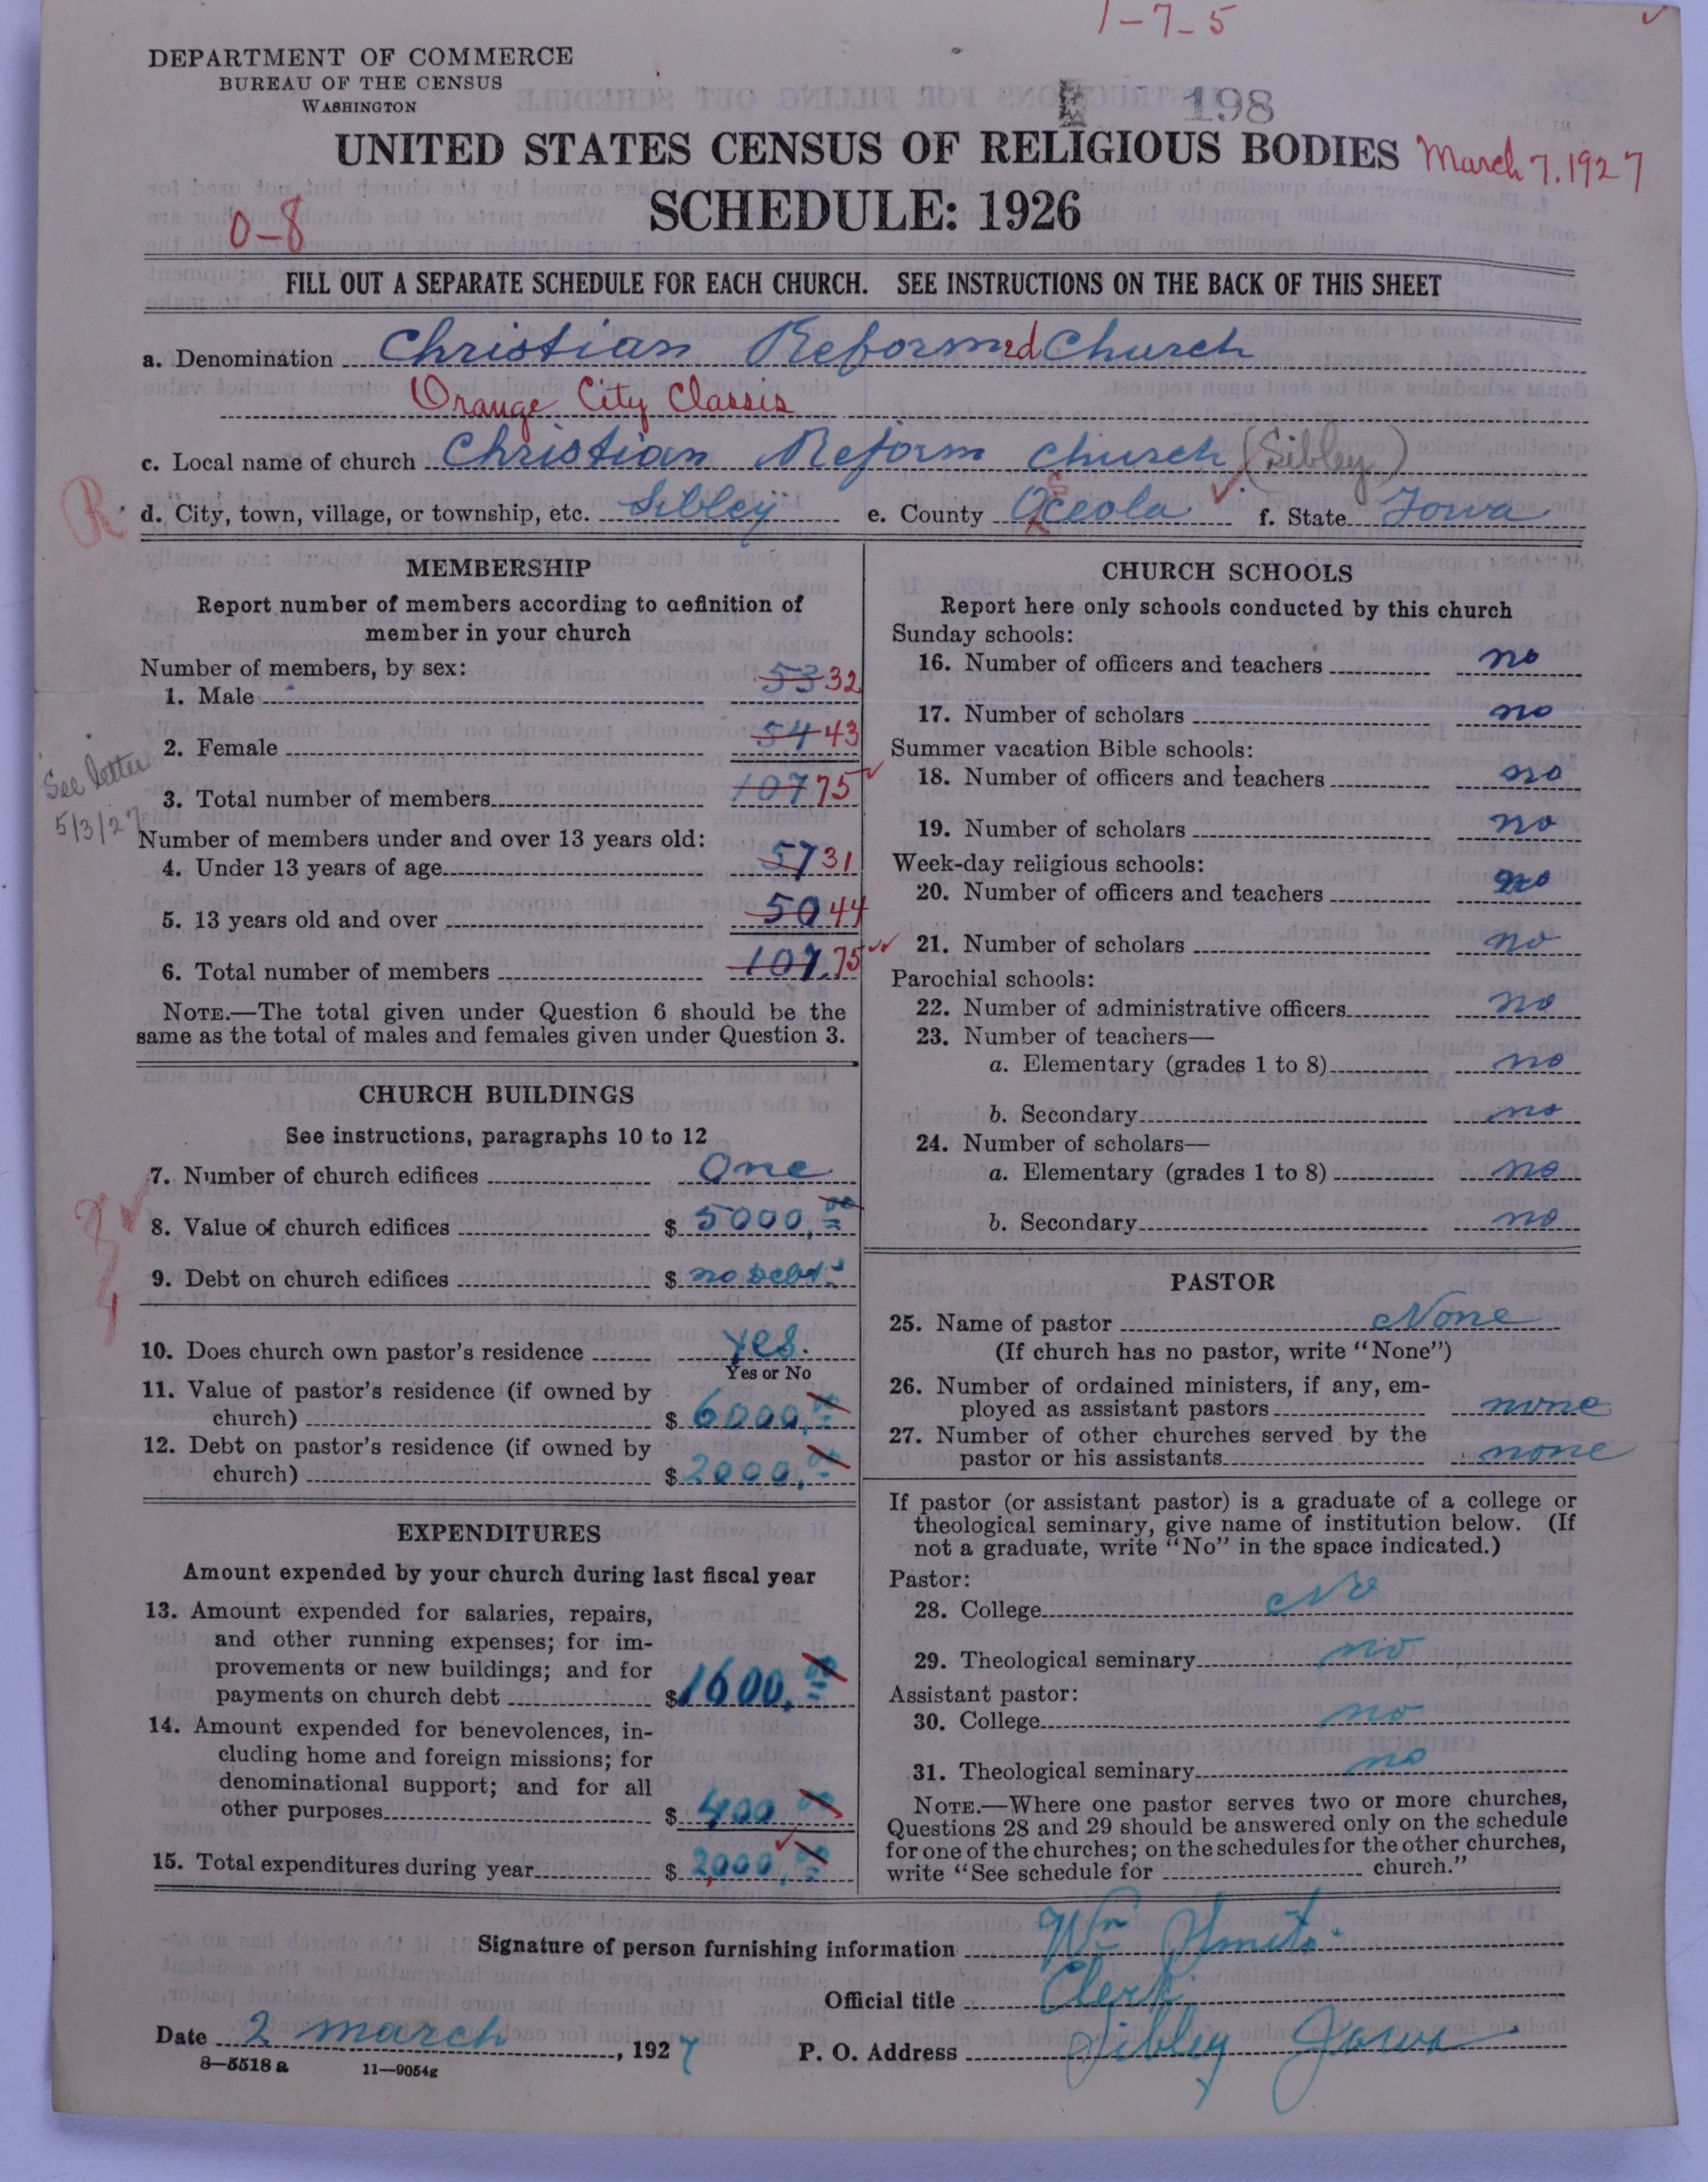 1-7-5
DEPARTMENT OF COMMERCE
BUREAU OF THE CENSUS
WASHINGTON
198
UNITED STATES CENSUS OF RELIGIOUS BODIES March 7, 1927
SCHEDULE: 1926
0-8
FILL OUT A SEPARATE SCHEDULE FOR EACH CHURCH. SEE INSTRUCTIONS ON THE BACK OF THIS SHEET
a. Denomination Christian Reformed Church
Orange City Classis
c. Local name of church Christian Reform church (Sibley)
R d. City, town, village, or township, etc. Sibley e. County Osceola f. State Iowa
MEMBERSHIP
Report number of members according to definition of
member in your church
Number of members, by sex:
1. Male 53 32
2. Female 54 43
3. Total number of members 107 75
See letter
5/3/27
Number of members under and over 13 years old:
4. Under 13 years of age 57 31
5. 13 years old and over 50 44
6. Total number of members 107 75
NOTE.—The total given under Question 6 should be the
same as the total of males and females given under Question 3.
CHURCH BUILDINGS
See instructions, paragraphs 10 to 12
7. Number of church edifices One
8. Value of church edifices $ 5000,00
9. Debt on church edifices $ no Debt
10. Does church own pastor's residence yes.
Yes or No
11. Value of pastor's residence (if owned by
church) $ 6000,00
12. Debt on pastor's residence (if owned by
church) $ 2000,00
EXPENDITURES
Amount expended by your church during last fiscal year
13. Amount expended for salaries, repairs,
and other running expenses; for im-
provements or new buildings; and for
payments on church debt $ 1600,00
14. Amount expended for benevolences, in-
cluding home and foreign missions; for
denominational support; and for all
other purposes $ 400 00
15. Total expenditures during year $ 2,000,00
CHURCH SCHOOLS
Report here only schools conducted by this church
Sunday schools:
16. Number of officers and teachers no
17. Number of scholars no
Summer vacation Bible schools:
18. Number of officers and teachers no
19. Number of scholars no
Week-day religious schools:
20. Number of officers and teachers no
21. Number of scholars no
Parochial schools:
22. Number of administrative officers no
23. Number of teachers—
a. Elementary (grades 1 to 8) no
b. Secondary no
24. Number of scholars—
a. Elementary (grades 1 to 8) no
b. Secondary no
PASTOR
25. Name of pastor None
(If church has no pastor, write "None")
26. Number of ordained ministers, if any, em-
ployed as assistant pastors none
27. Number of other churches served by the
pastor or his assistants none
If pastor (or assistant pastor) is a graduate of a college or
theological seminary, give name of institution below. (If
not a graduate, write "No" in the space indicated.)
Pastor:
28. College No
29. Theological seminary no
Assistant pastor:
30. College no
31. Theological seminary no
NOTE.—Where one pastor serves two or more churches,
Questions 28 and 29 should be answered only on the schedule
for one of the churches; on the schedules for the other churches,
write "See schedule for church."
Signature of person furnishing information Wm
Official title Clerk
Date 2 march, 1927 P. O. Address Sibley Iowa
8—5518 a 11—9054g